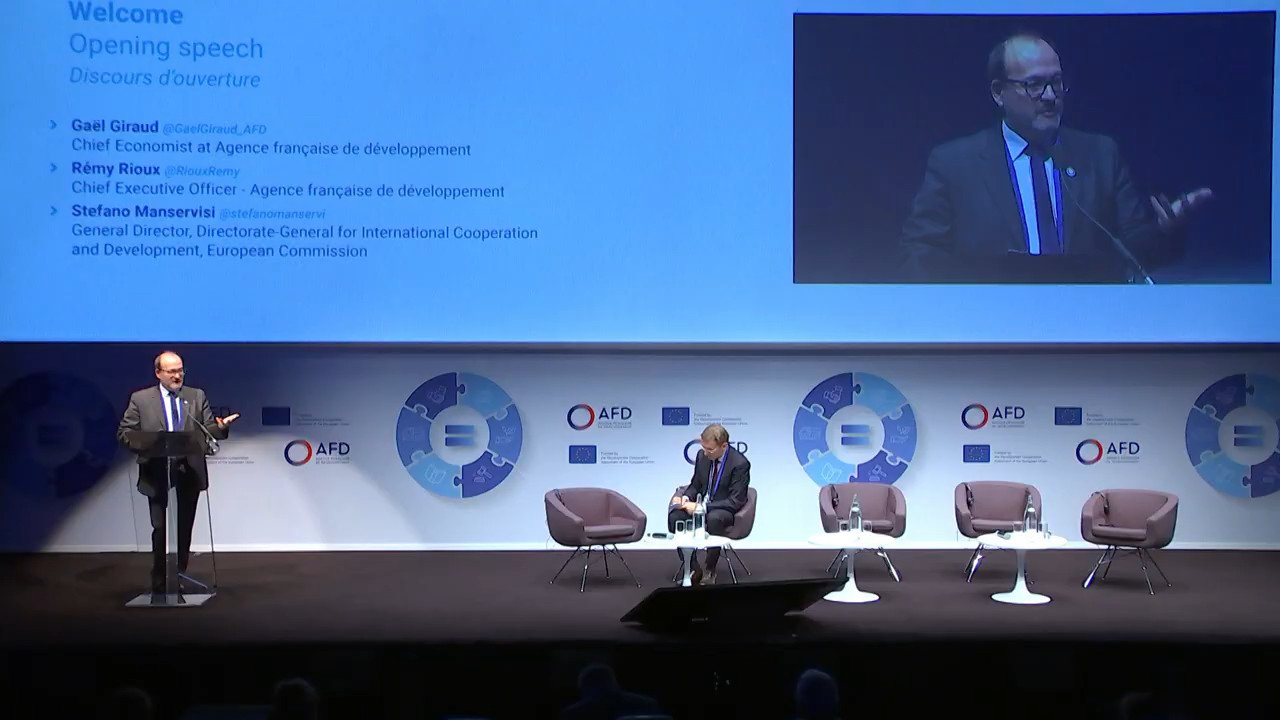 Welcome
Opening speech
Discours d'ouverture
Gaël Giraud @GaelGiraud_AFD
Chief Economist at Agence française de développement
Rémy Rioux @RiouxRemy
Chief Executive Officer - Agence française de développement
Stefano Manservisi @stefanomanservi
General Director, Directorate-General for International Cooperation
and Development, European Commission
AFD
AFD
AFD
AFD